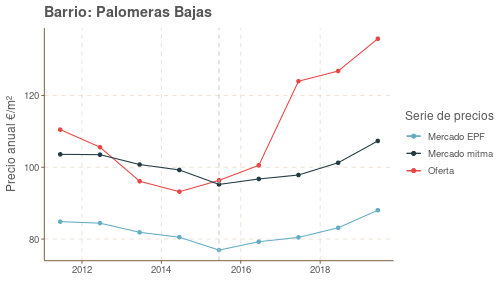 Barrio: Palomeras Bajas
Precio anual €/m²
120
100
80
2012
2014
2016
2018
Serie de precios
Mercado EPF
Mercado mitma
Oferta